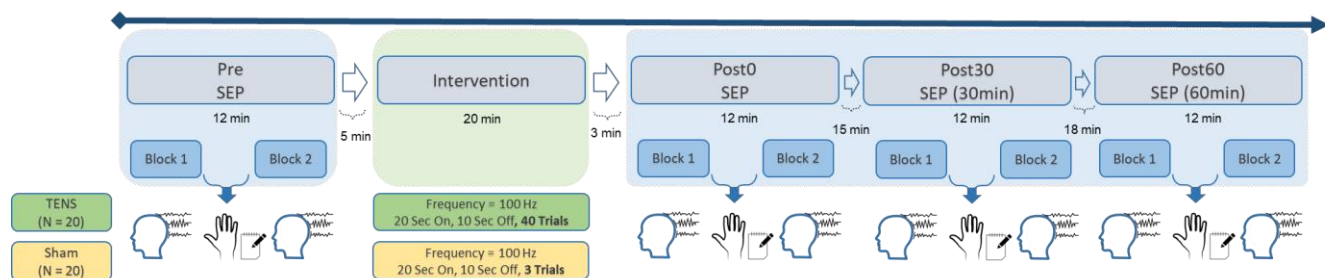 Pre
SEP
Intervention
Post0
SEP
Post30
SEP (30min)
Post60
SEP (60min)
12 min
5 min
20 min
3 min
12 min
15 min
12 min
18 min
12 min
Block 1
Block 2
Block 1
Block 2
Block 1
Block 2
Block 1
Block 2
TENS
(N = 20)
Frequency = 100 Hz
20 Sec On, 10 Sec Off, 40 Trials
Sham
(N = 20)
Frequency = 100 Hz
20 Sec On, 10 Sec Off, 3 Trials